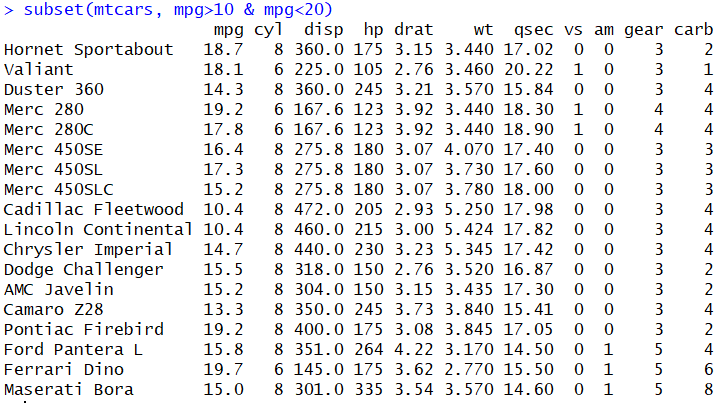 > subset(mtcars, mpg>10 & mpg<20)
                     mpg cyl  disp  hp drat    wt  qsec vs am gear carb
Hornet Sportabout   18.7   8 360.0 175 3.15 3.440 17.02  0  0    3    2
Valiant             18.1   6 225.0 105 2.76 3.460 20.22  1  0    3    1
Duster 360          14.3   8 360.0 245 3.21 3.570 15.84  0  0    3    4
Merc 280            19.2   6 167.6 123 3.92 3.440 18.30  1  0    4    4
Merc 280C           17.8   6 167.6 123 3.92 3.440 18.90  1  0    4    4
Merc 450SE          16.4   8 275.8 180 3.07 4.070 17.40  0  0    3    3
Merc 450SL          17.3   8 275.8 180 3.07 3.730 17.60  0  0    3    3
Merc 450SLC         15.2   8 275.8 180 3.07 3.780 18.00  0  0    3    3
Cadillac Fleetwood  10.4   8 472.0 205 2.93 5.250 17.98  0  0    3    4
Lincoln Continental 10.4   8 460.0 215 3.00 5.424 17.82  0  0    3    4
Chrysler Imperial   14.7   8 440.0 230 3.23 5.345 17.42  0  0    3    4
Dodge Challenger    15.5   8 318.0 150 2.76 3.520 16.87  0  0    3    2
AMC Javelin         15.2   8 304.0 150 3.15 3.435 17.30  0  0    3    2
Camaro Z28          13.3   8 350.0 245 3.73 3.840 15.41  0  0    3    4
Pontiac Firebird    19.2   8 400.0 175 3.08 3.845 17.05  0  0    3    2
Ford Pantera L      15.8   8 351.0 264 4.22 3.170 14.50  0  1    5    4
Ferrari Dino        19.7   6 145.0 175 3.62 2.770 15.50  0  1    5    6
Maserati Bora       15.0   8 301.0 335 3.54 3.570 14.60  0  1    5    8